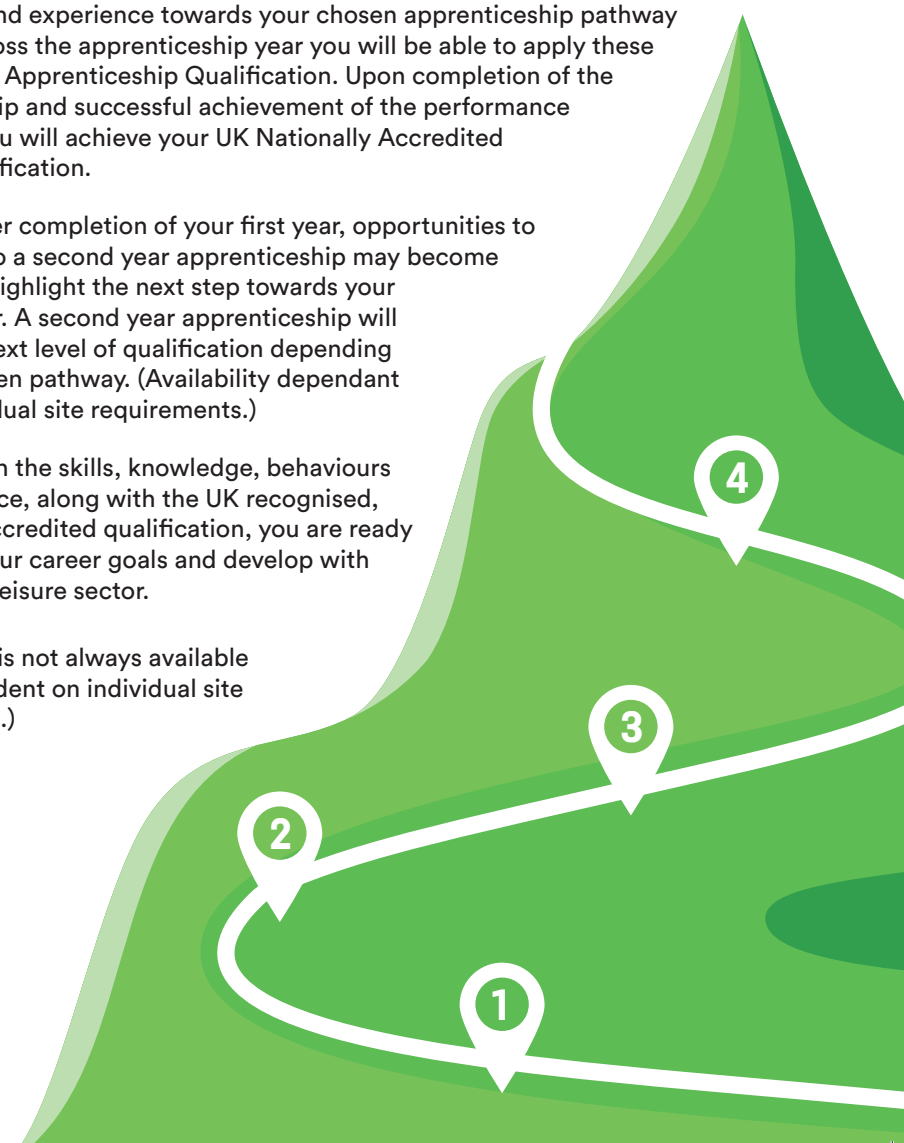 nd experience towards your chosen apprenticeship pathway
oss the apprenticeship year you will be able to apply these
Apprenticeship Qualification. Upon completion of the
ip and successful achievement of the performance
u will achieve your UK Nationally Accredited
ification.
er completion of your first year, opportunities to
o a second year apprenticeship may become
ighlight the next step towards your
r. A second year apprenticeship will
ext level of qualification depending
en pathway. (Availability dependant
dual site requirements.)
n the skills, knowledge, behaviours
ce, along with the UK recognised,
ccredited qualification, you are ready
ur career goals and develop with
eisure sector.
is not always available
dent on individual site
.)
4
3
2
1